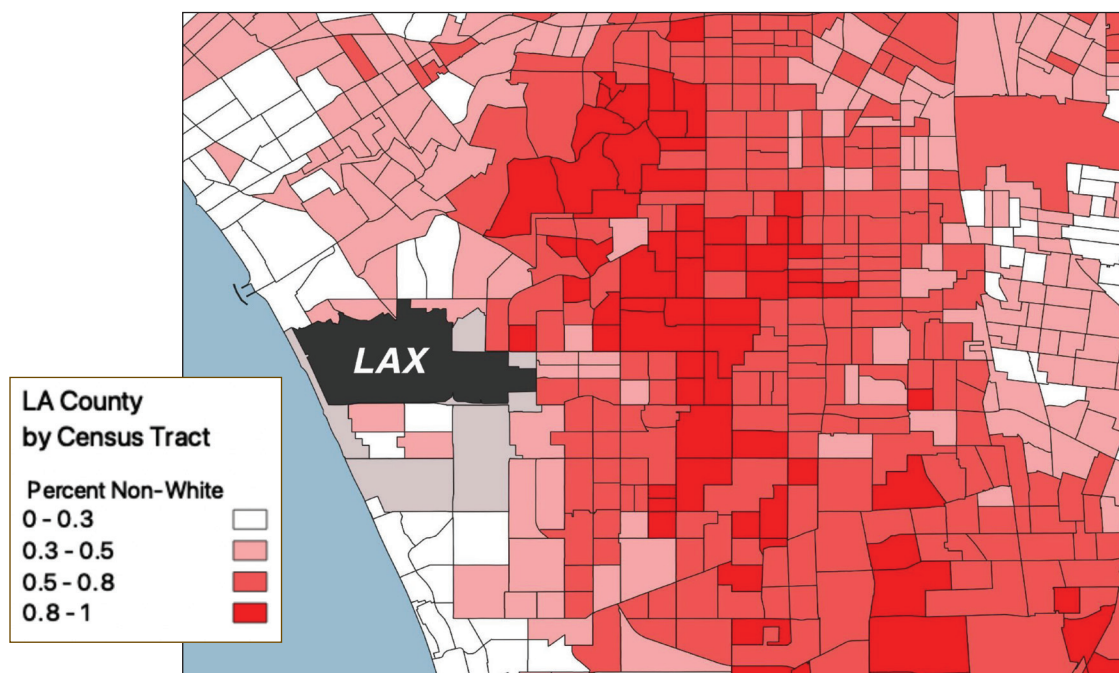 LAX
LA County
by Census Tract
Percent Non-White
0 - 0.3
0.3 - 0.5
0.5 - 0.8
0.8 - 1